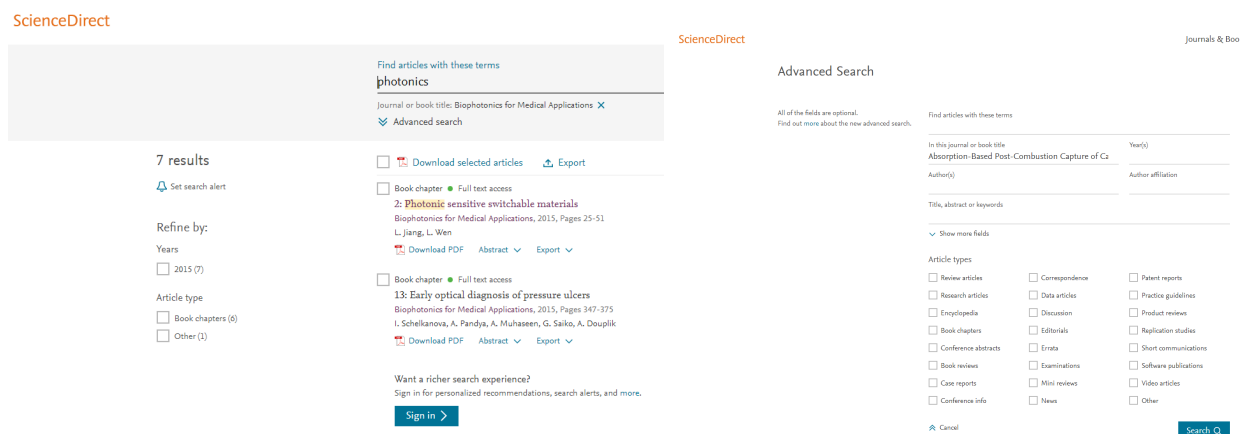 ScienceDirect
Find articles with these terms
photonics
Journal or book title: Biophotonics for Medical Applications ×
Advanced search
7 results
Set search alert
Refine by:
Years
2015 (7)
Article type
Book chapters (6)
Other (1)
Download selected articles
Export
Book chapter
Full text access
2: Photonic sensitive switchable materials
Biophotonics for Medical Applications, 2015, Pages 25-51
L. Jiang, L. Wen
Download PDF
Abstract
Export
Book chapter
Full text access
13: Early optical diagnosis of pressure ulcers
Biophotonics for Medical Applications, 2015, Pages 347-375
I. Schelkanova, A. Pandya, A. Muhaseen, G. Saiko, A. Douplik
Download PDF
Abstract
Export
Want a richer search experience?
Sign in for personalized recommendations, search alerts, and more.
Sign in
ScienceDirect
Journals & Boo
Advanced Search
All of the fields are optional.
Find out more about the new advanced search.
Find articles with these terms
In this journal or book title
Absorption-Based Post-Combustion Capture of Ca
Year(s)
Author(s)
Author affiliation
Title, abstract or keywords
Show more fields
Article types
Review articles
Correspondence
Patent reports
Research articles
Data articles
Practice guidelines
Encyclopedia
Discussion
Product reviews
Book chapters
Editorials
Replication studies
Conference abstracts
Errata
Short communications
Book reviews
Examinations
Software publications
Case reports
Mini reviews
Video articles
Conference info
News
Other
Cancel
Search